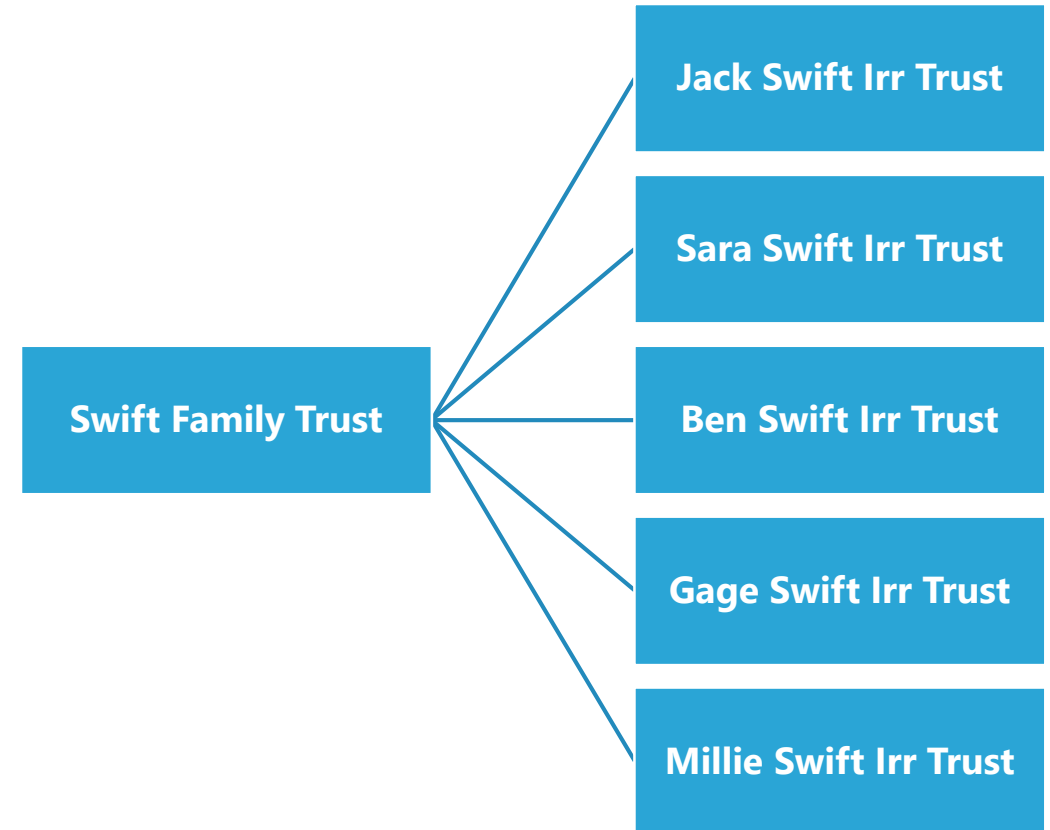 Jack Swift Irr Trust
Sara Swift Irr Trust
Swift Family Trust
Ben Swift Irr Trust
Gage Swift Irr Trust
Millie Swift Irr Trust